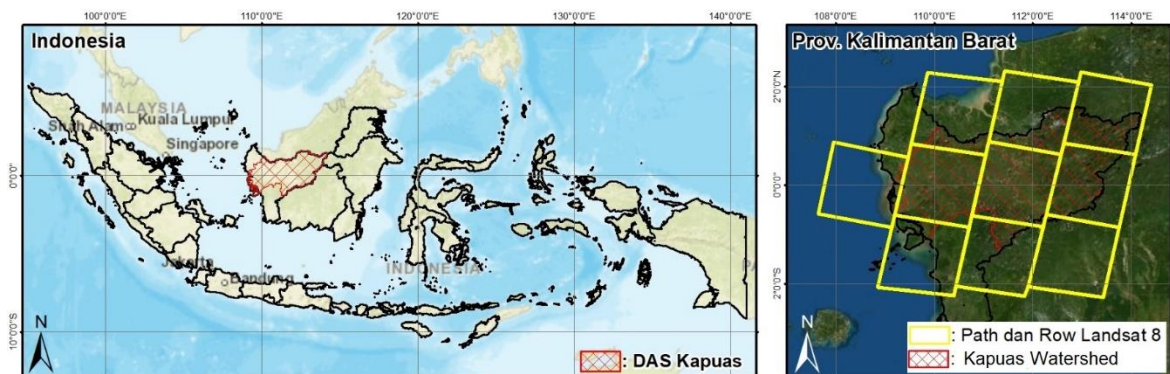 100°0'0"E 110°0'0"E 120°0'0"E 130°0'0"E 140°0'0"E
Indonesia
MALAYSIA
Kuala Lumpur
Shah Alam
Singapore
0°0'0"
Jakarta
Bandung
INDONESIA
PA
10°0'0"S
N
: DAS Kapuas
108°0'0"E 110°0'0"E 112°0'0"E 114°0'0"E
Prov. Kalimantan Barat
2°0'0"N
0°0'0"
2°0'0"S
N
: Path dan Row Landsat 8
: Kapuas Watershed